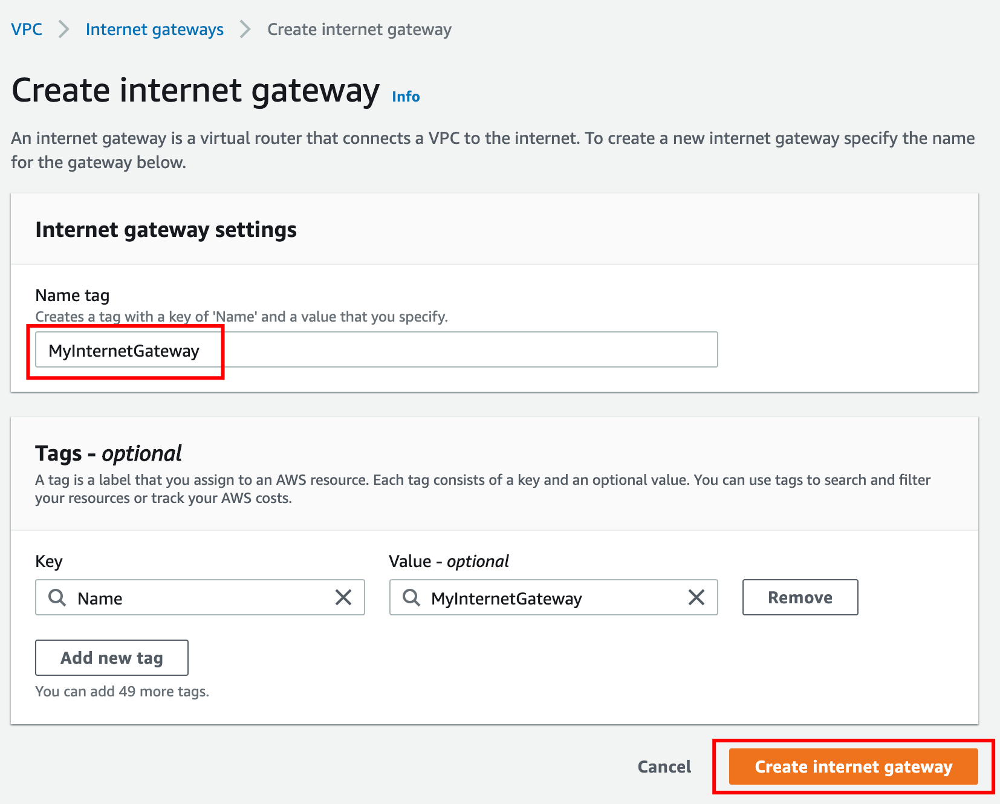 VPC > Internet gateways > Create internet gateway
Create internet gateway Info
An internet gateway is a virtual router that connects a VPC to the internet. To create a new internet gateway specify the name
for the gateway below.
Internet gateway settings
Name tag
Creates a tag with a key of 'Name' and a value that you specify.
MyInternetGateway
Tags - optional
A tag is a label that you assign to an AWS resource. Each tag consists of a key and an optional value. You can use tags to search and filter
your resources or track your AWS costs.
Key Value - optional
Name MyInternetGateway Remove
Add new tag
You can add 49 more tags.
Cancel Create internet gateway